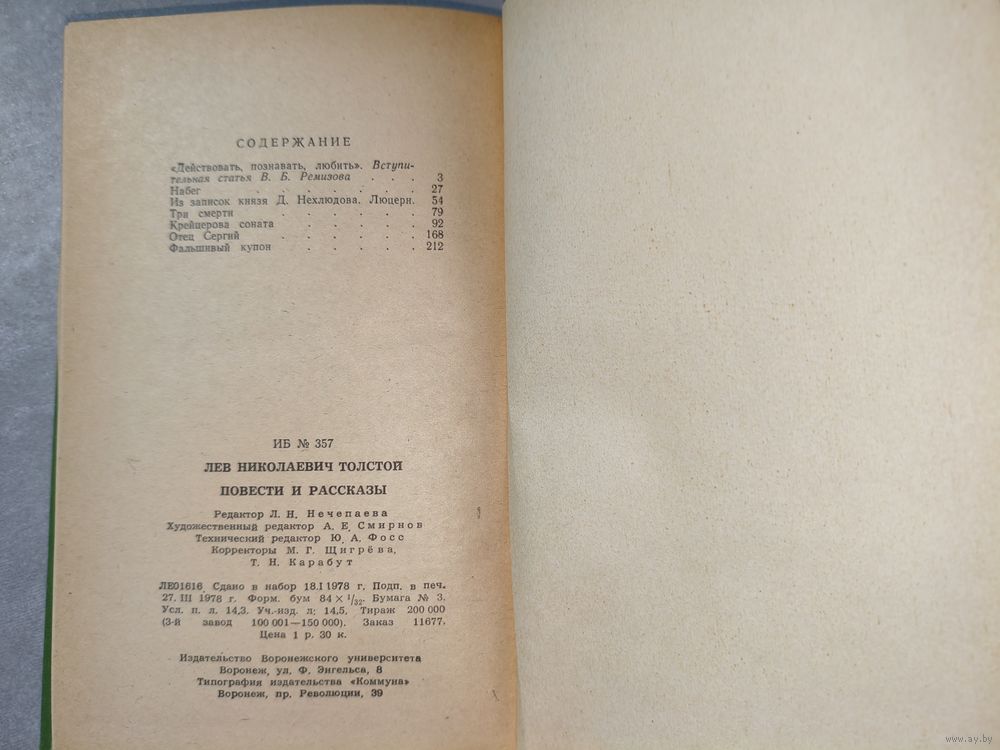 СОДЕРЖАНИЕ
«Действовать, познавать, любить». Вступи-
тельная статья В. Б. Ремизова . . . 3
Набег . . . . . . . 27
Из записок князя Д. Нехлюдова. Люцерн. 54
Три смерти . . . . . . 79
Крейцерова соната . . . . . 92
Отец Сергий . . . . . . 168
Фальшивый купон . . . . . 212
ИБ № 357
ЛЕВ НИКОЛАЕВИЧ ТОЛСТОЙ
ПОВЕСТИ И РАССКАЗЫ
Редактор Л. Н. Нечепаева
Художественный редактор А. Е. Смирнов
Технический редактор Ю. А. Фосс
Корректоры М. Г. Щигрёва,
Т. Н. Карабут
ЛЕ01616 Сдано в набор 18.I 1978 г. Подп. в печ.
27. III 1978 г. Форм. бум 84×1/32. Бумага № 3.
Усл. п. л. 14,3. Уч.-изд. л: 14,5. Тираж 200 000
(3-й завод 100 001—150 000). Заказ 11677.
Цена 1 р. 30 к.
Издательство Воронежского университета
Воронеж, ул. Ф. Энгельса, 8
Типография издательства «Коммуна»
Воронеж, пр. Революции, 39
www.ay.by